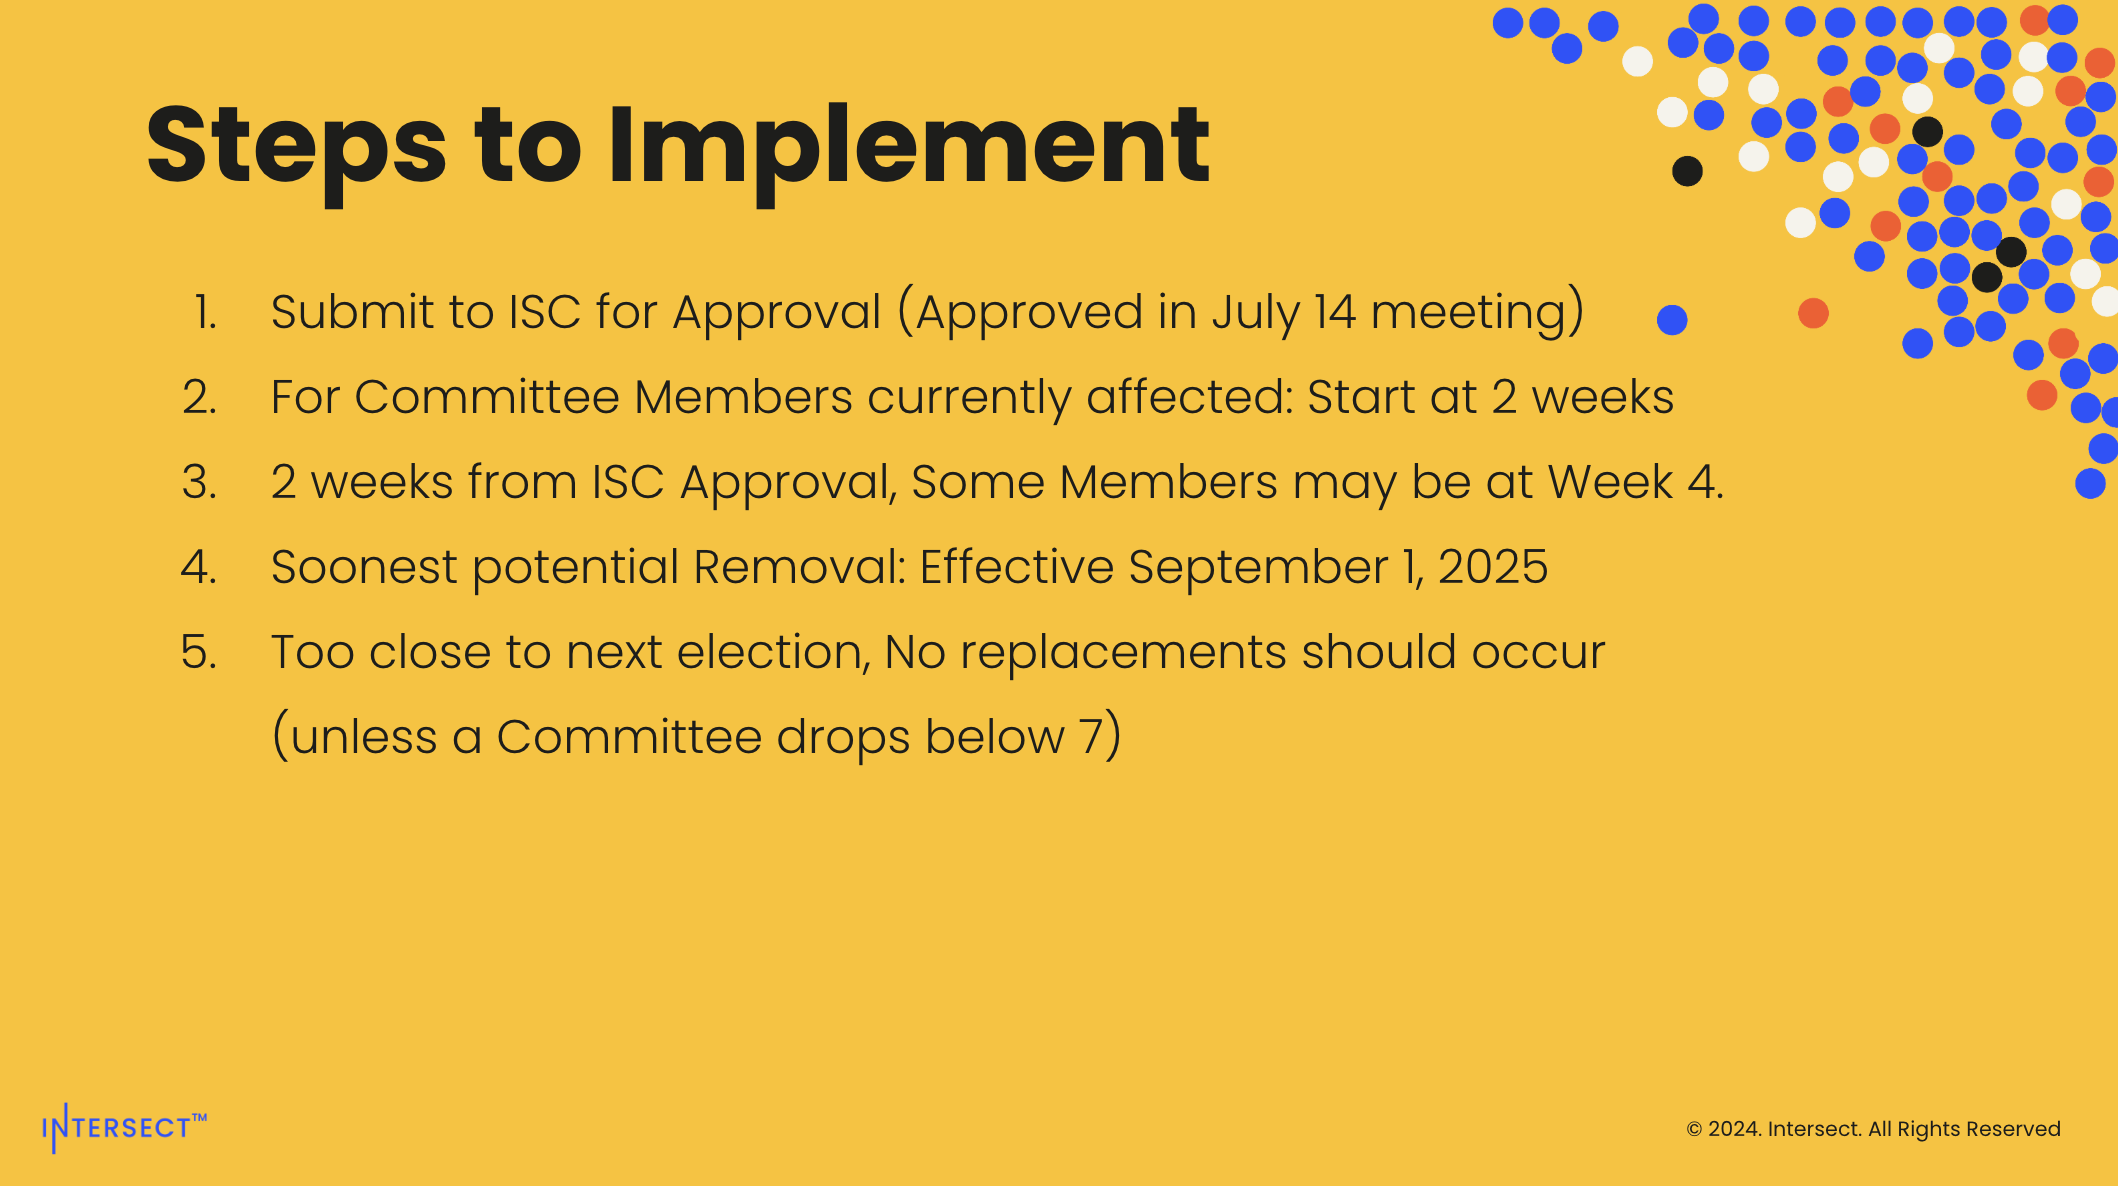 Steps to Implement
1. Submit to ISC for Approval (Approved in July 14 meeting)
2. For Committee Members currently affected: Start at 2 weeks
3. 2 weeks from ISC Approval, Some Members may be at Week 4.
4. Soonest potential Removal: Effective September 1, 2025
5. Too close to next election, No replacements should occur
(unless a Committee drops below 7)
INTERSECT™
© 2024. Intersect. All Rights Reserved